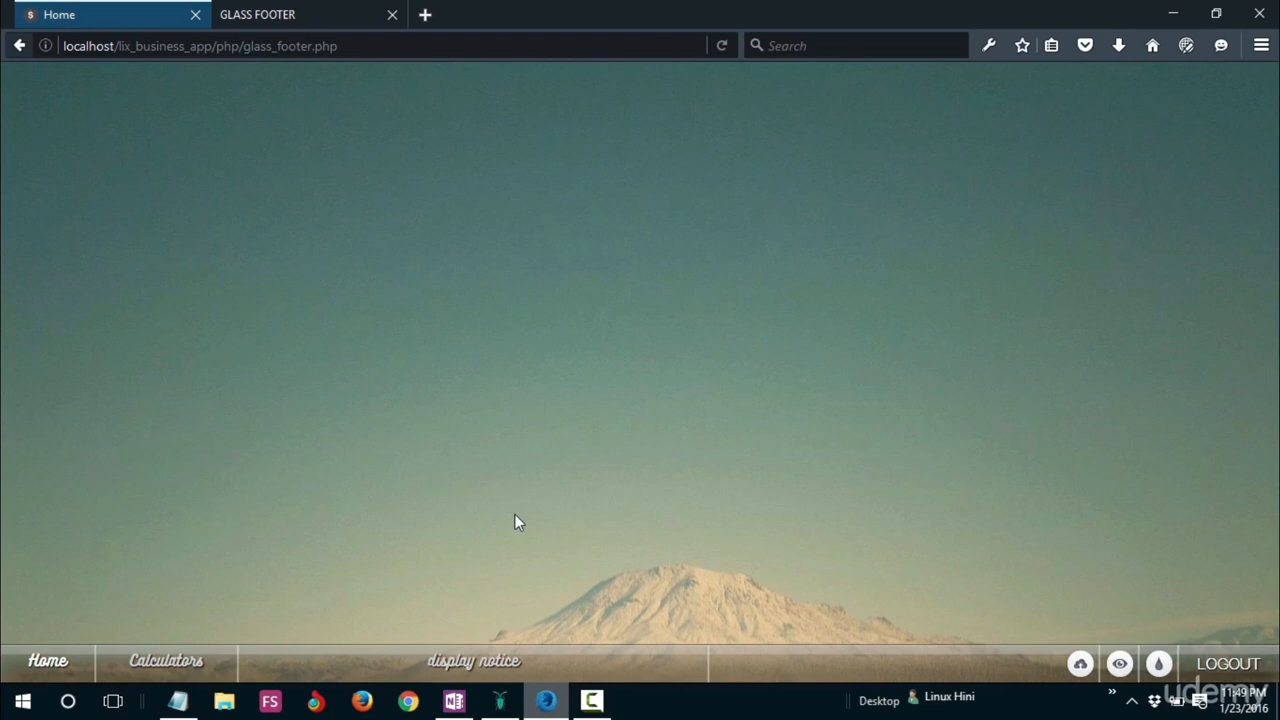 Home
GLASS FOOTER
localhost/lix_business_app/php/glass_footer.php
Search
Home
Calculators
display notice
LOGOUT
FS
N
C
Desktop
Linux Hini
11:49 PM
1/23/2016
udemy